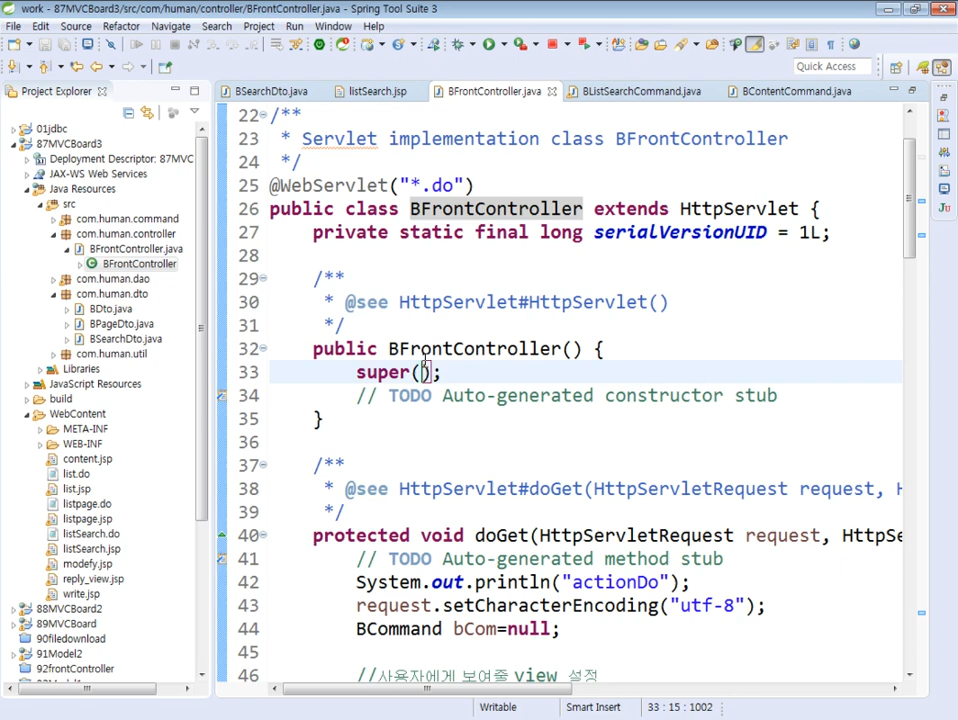 work - 87MVCBoard3/src/com/human/controller/BFrontController.java - Spring Tool Suite 3
File Edit Source Refactor Navigate Search Project Run Window Help
Quick Access
Project Explorer
BSearchDto.java listSearch.jsp BFrontController.java BListSearchCommand.java BContentCommand.java
01jdbc
87MVCBoard3
Deployment Descriptor: 87MVC
JAX-WS Web Services
Java Resources
src
com.human.command
com.human.controller
BFrontController.java
BFrontController
com.human.dao
com.human.dto
BDto.java
BPageDto.java
BSearchDto.java
com.human.util
Libraries
JavaScript Resources
build
WebContent
META-INF
WEB-INF
content.jsp
list.do
list.jsp
listpage.do
listpage.jsp
listSearch.do
listSearch.jsp
modefy.jsp
reply_view.jsp
write.jsp
88MVCBoard2
89MVCBoard
90filedownload
91Model2
92frontController
22 /**
23 * Servlet implementation class BFrontController
24 */
25 @WebServlet("*.do")
26 public class BFrontController extends HttpServlet {
27 private static final long serialVersionUID = 1L;
28
29 /**
30 * @see HttpServlet#HttpServlet()
31 */
32 public BFrontController() {
33 super();
34 // TODO Auto-generated constructor stub
35 }
36
37 /**
38 * @see HttpServlet#doGet(HttpServletRequest request, H
39 */
40 protected void doGet(HttpServletRequest request, HttpSe
41 // TODO Auto-generated method stub
42 System.out.println("actionDo");
43 request.setCharacterEncoding("utf-8");
44 BCommand bCom=null;
45
46 //사용자에게 보여줄 view 설정
Writable Smart Insert 33 : 15 : 1002